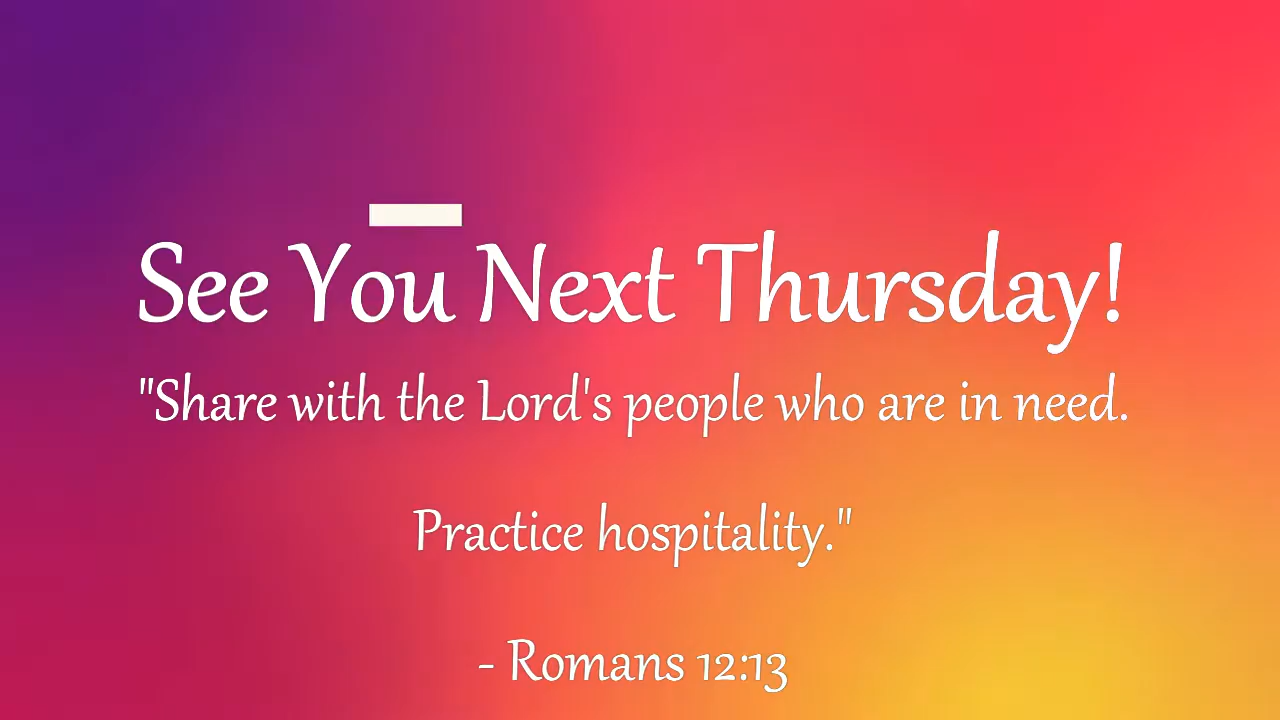 See You Next Thursday!
"Share with the Lord's people who are in need.
Practice hospitality."
- Romans 12:13